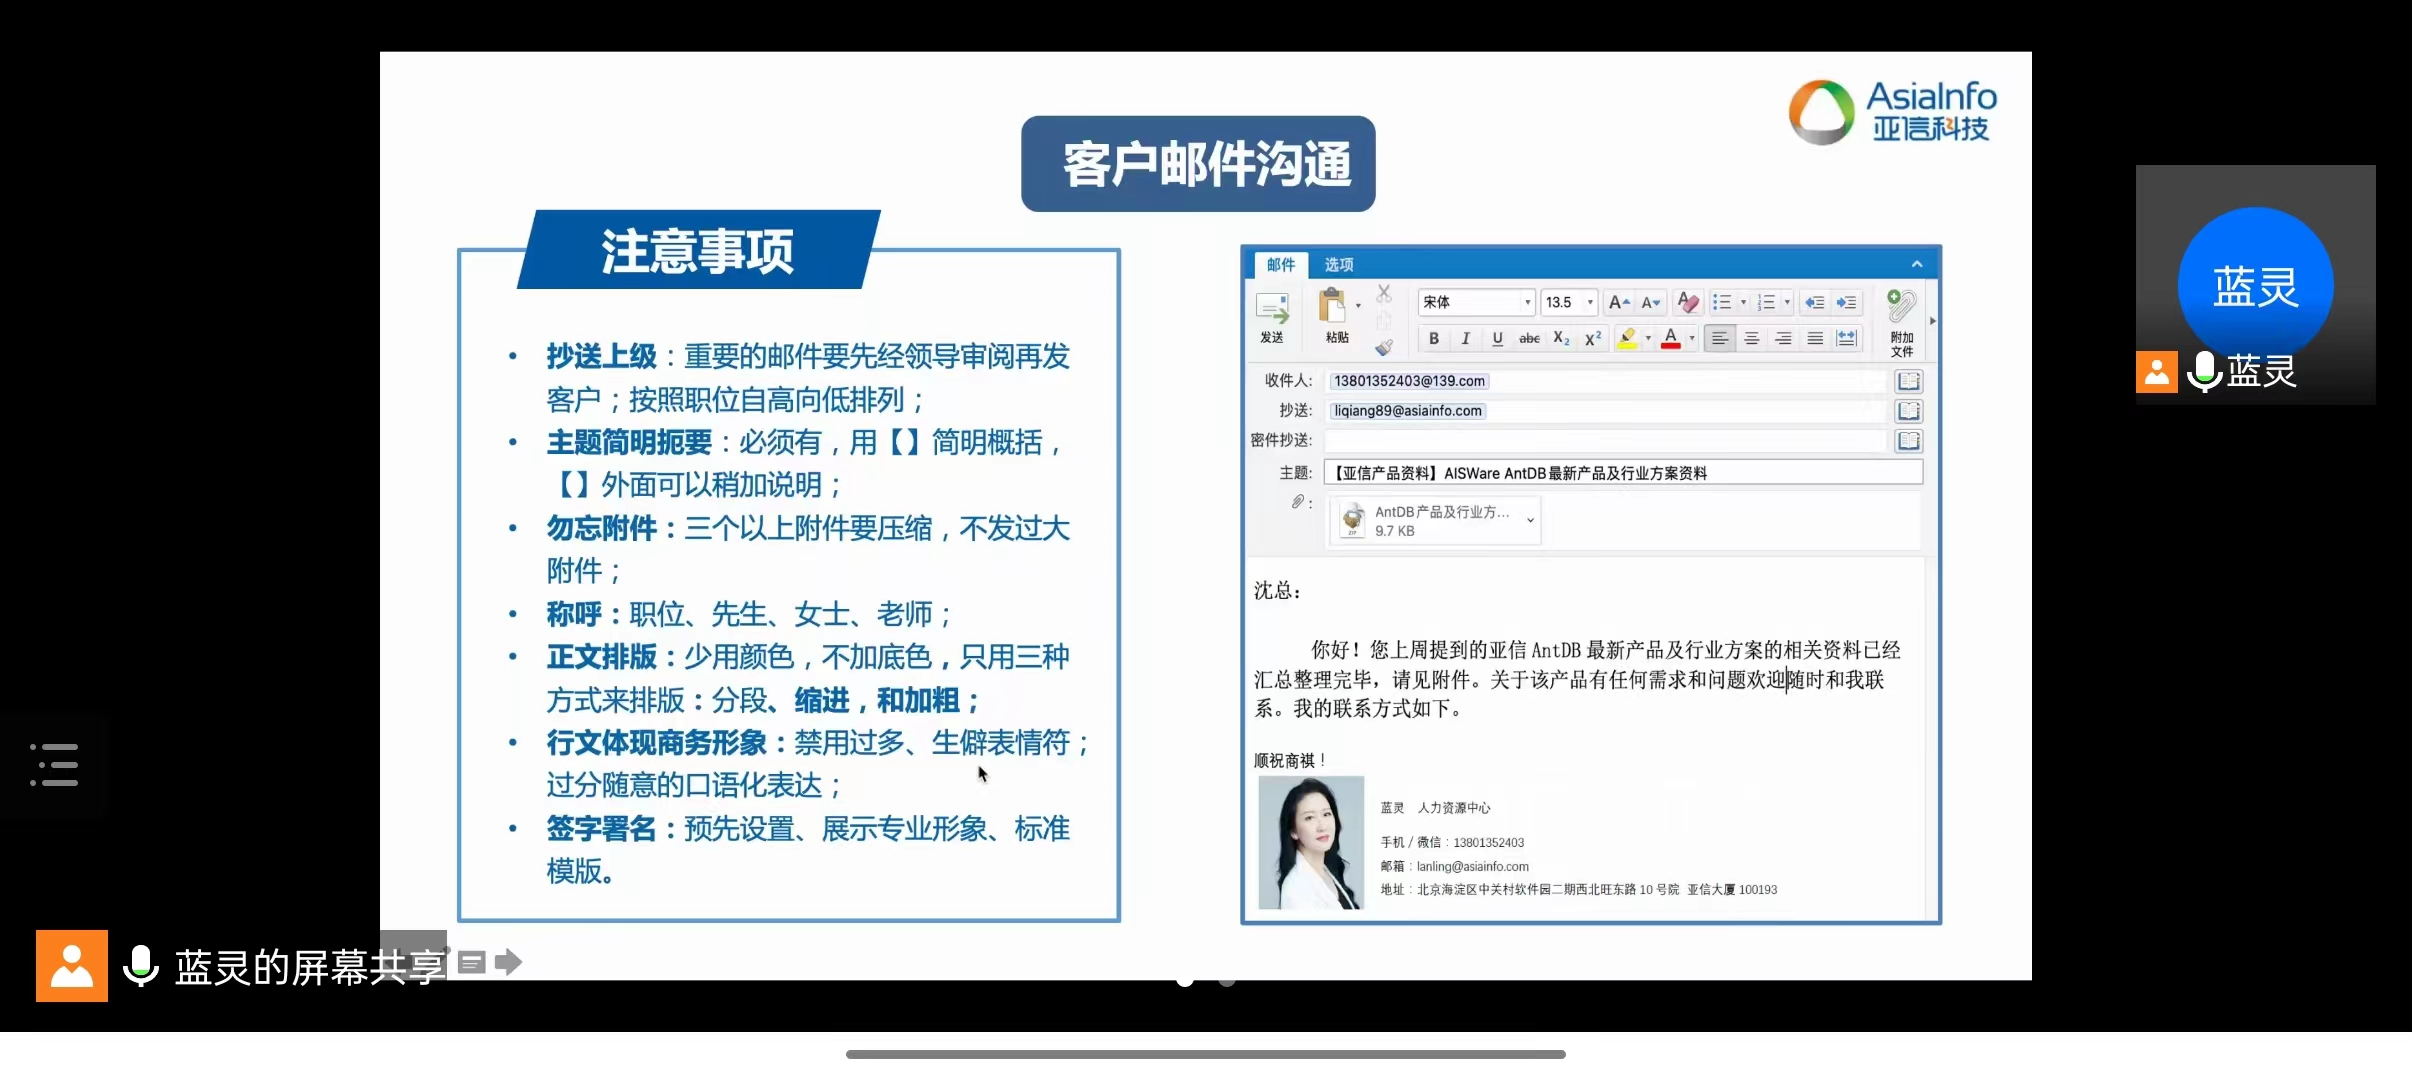 AsiaInfo
亚信科技
客户邮件沟通
注意事项
• 抄送上级：重要的邮件要先经领导审阅再发
客户；按照职位自高向低排列；
• 主题简明扼要：必须有，用【】简明概括，
【】外面可以稍加说明；
• 勿忘附件：三个以上附件要压缩，不发过大
附件；
• 称呼：职位、先生、女士、老师；
• 正文排版：少用颜色，不加底色，只用三种
方式来排版：分段、缩进，和加粗；
• 行文体现商务形象：禁用过多、生僻表情符；
过分随意的口语化表达；
• 签字署名：预先设置、展示专业形象、标准
模版。
邮件 选项
发送
粘贴
宋体 13.5
B I U abc X₂ X²
附加
文件
收件人: 13801352403@139.com
抄送: liqiang89@asiainfo.com
密件抄送:
主题: 【亚信产品资料】AISWare AntDB最新产品及行业方案资料
AntDB产品及行业方...
9.7 KB
沈总：
你好！您上周提到的亚信 AntDB 最新产品及行业方案的相关资料已经
汇总整理完毕，请见附件。关于该产品有任何需求和问题欢迎随时和我联
系。我的联系方式如下。
顺祝商祺！
蓝灵 人力资源中心
手机 / 微信：13801352403
邮箱：lanling@asiainfo.com
地址：北京海淀区中关村软件园二期西北旺东路 10 号院 亚信大厦 100193
蓝灵
蓝灵
蓝灵的屏幕共享